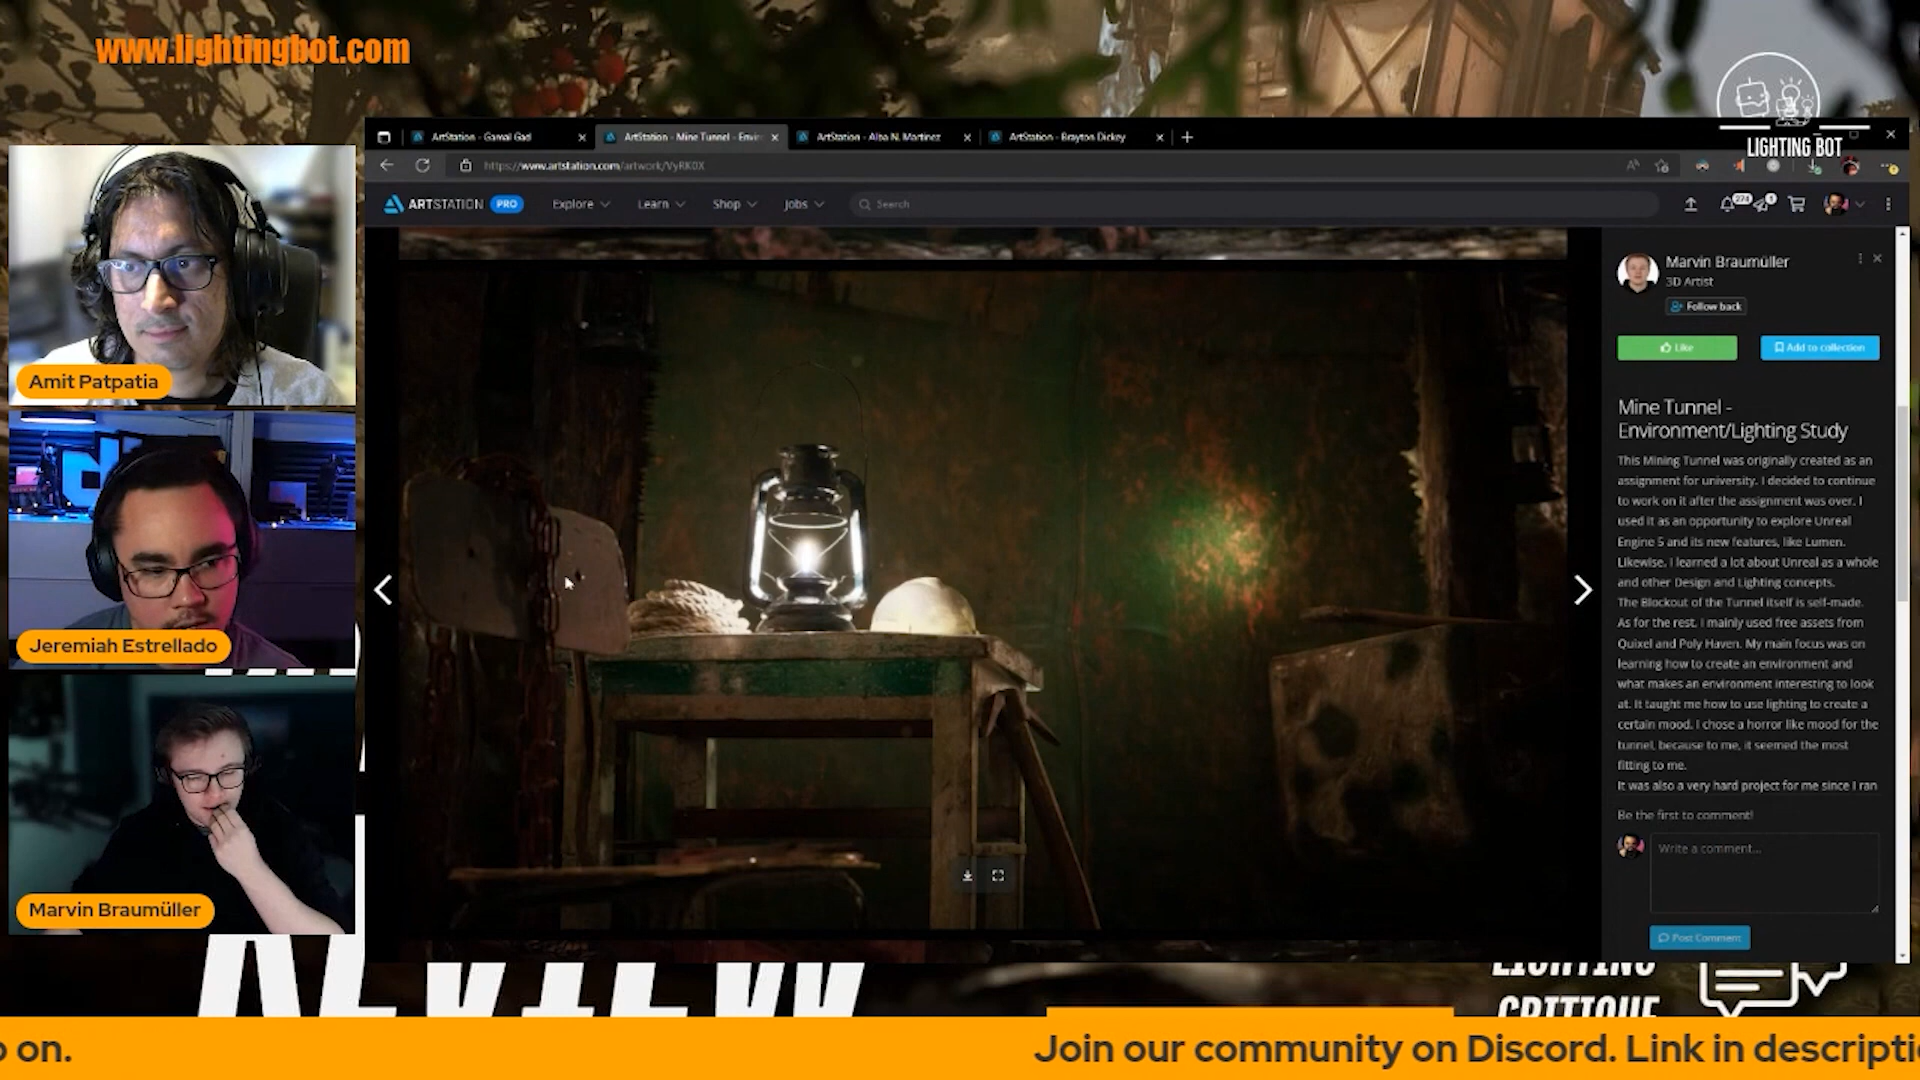 www.lightingbot.com
LIGHTING BOT
ArtStation - Gamal Gad
ArtStation - Mine Tunnel - Envir
ArtStation - Alba N. Martinez
ArtStation - Brayton Dickey
https://www.artstation.com/artwork/VyRK0X
ARTSTATION PRO
Explore
Learn
Shop
Jobs
Search
274
1
Amit Patpatia
Jeremiah Estrellado
Marvin Braumüller
Marvin Braumüller
3D Artist
Follow back
Like
Add to collection
Mine Tunnel -
Environment/Lighting Study
This Mining Tunnel was originally created as an
assignment for university. I decided to continue
to work on it after the assignment was over. I
used it as an opportunity to explore Unreal
Engine 5 and its new features, like Lumen.
Likewise. I learned a lot about Unreal as a whole
and other Design and Lighting concepts.
The Blockout of the Tunnel itself is self-made.
As for the rest. I mainly used free assets from
Quixel and Poly Haven. My main focus was on
learning how to create an environment and
what makes an environment interesting to look
at. It taught me how to use lighting to create a
certain mood. I chose a horror like mood for the
tunnel, because to me, it seemed the most
fitting to me.
It was also a very hard project for me since I ran
Be the first to comment!
Write a comment...
Post Comment
REVIEW
LIGHTING
CRITIQUE
on.
Join our community on Discord. Link in descripti